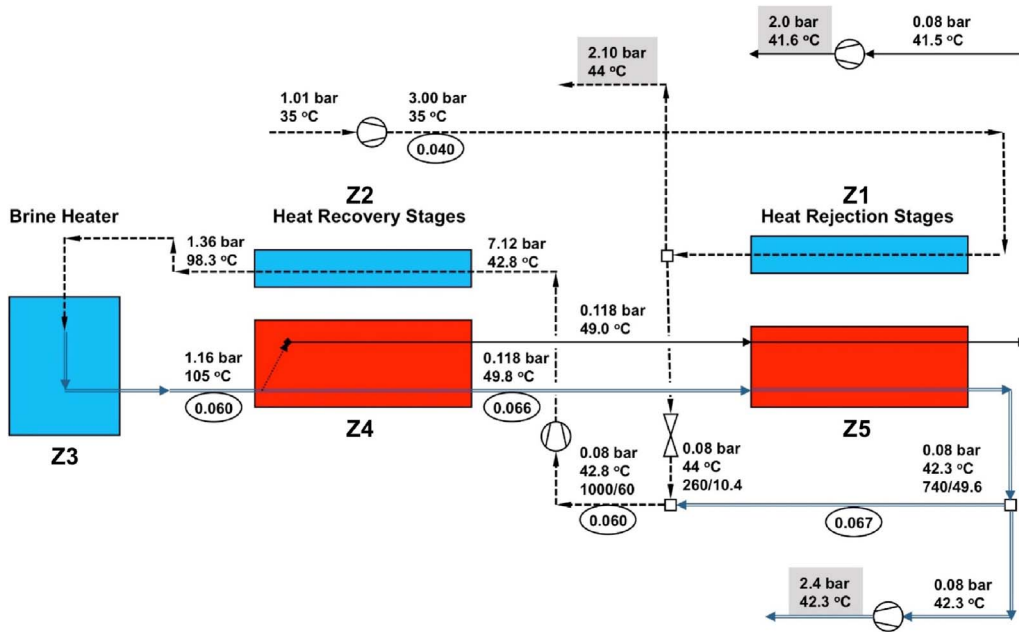 2.0 bar
41.6 °C
0.08 bar
41.5 °C
2.10 bar
44 °C
1.01 bar
35 °C
3.00 bar
35 °C
0.040
Z2
Heat Recovery Stages
Z1
Heat Rejection Stages
Brine Heater
1.36 bar
98.3 °C
7.12 bar
42.8 °C
0.118 bar
49.0 °C
1.16 bar
105 °C
0.060
0.118 bar
49.8 °C
0.066
Z3
Z4
Z5
0.08 bar
42.8 °C
1000/60
0.060
0.08 bar
44 °C
260/10.4
0.08 bar
42.3 °C
740/49.6
0.067
2.4 bar
42.3 °C
0.08 bar
42.3 °C